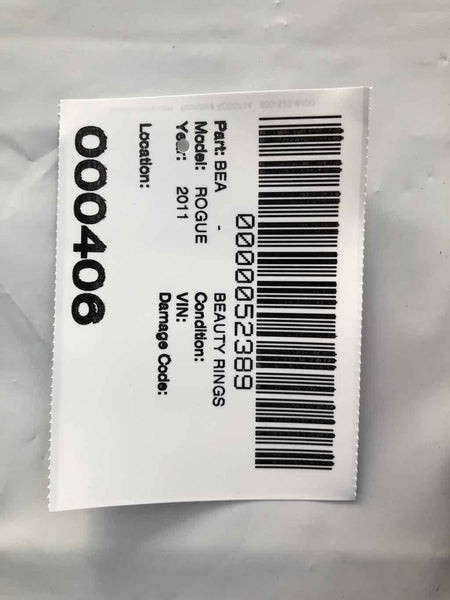 0000052389
Part: BEA - BEAUTY RINGS
Model: ROGUE Condition:
Year: 2011 VIN:
Damage Code:
Location:
000406